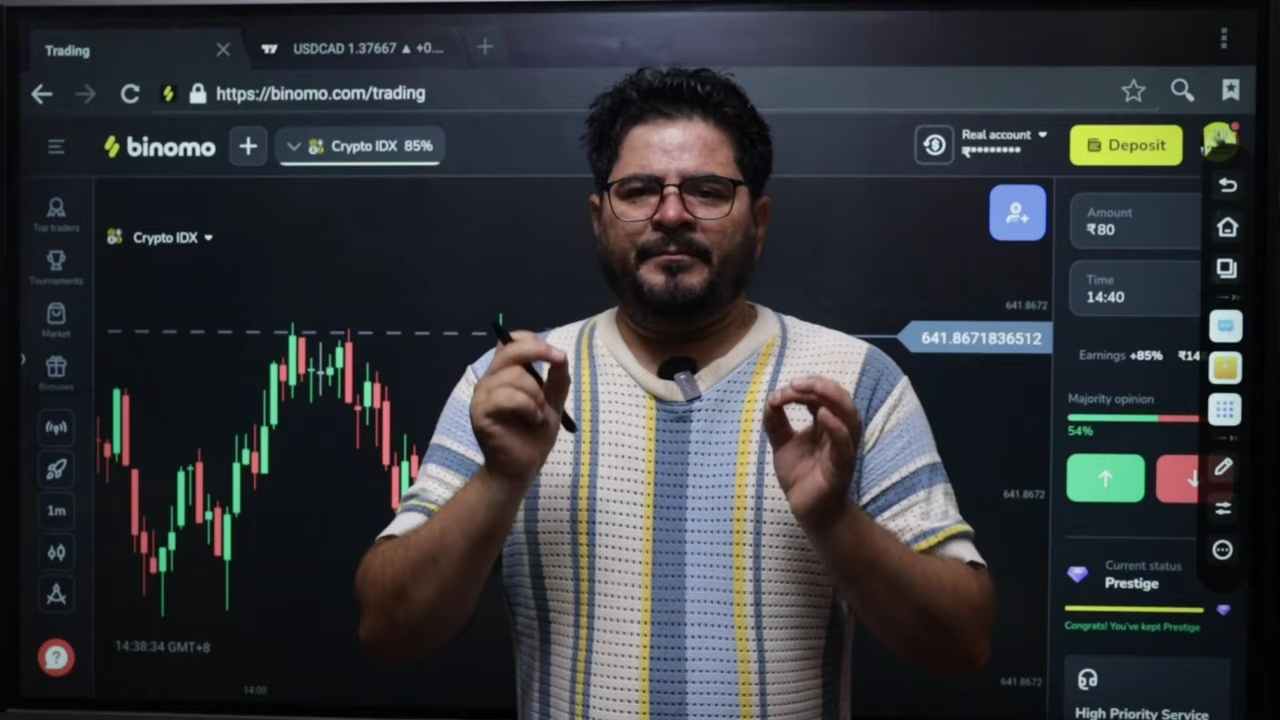 Trading
USDCAD 1.37667 ▲ +0...
https://binomo.com/trading
binomo
Crypto IDX 85%
Real account
₹********
Deposit
Crypto IDX
Top traders
Tournaments
Market
Bonuses
1m
641.8672
641.8671836512
641.8672
641.8672
14:38:34 GMT+8
14:00
Amount
₹80
Time
14:40
Earnings +85% ₹14
Majority opinion
54%
Current status
Prestige
Congrats! You've kept Prestige
High Priority Service